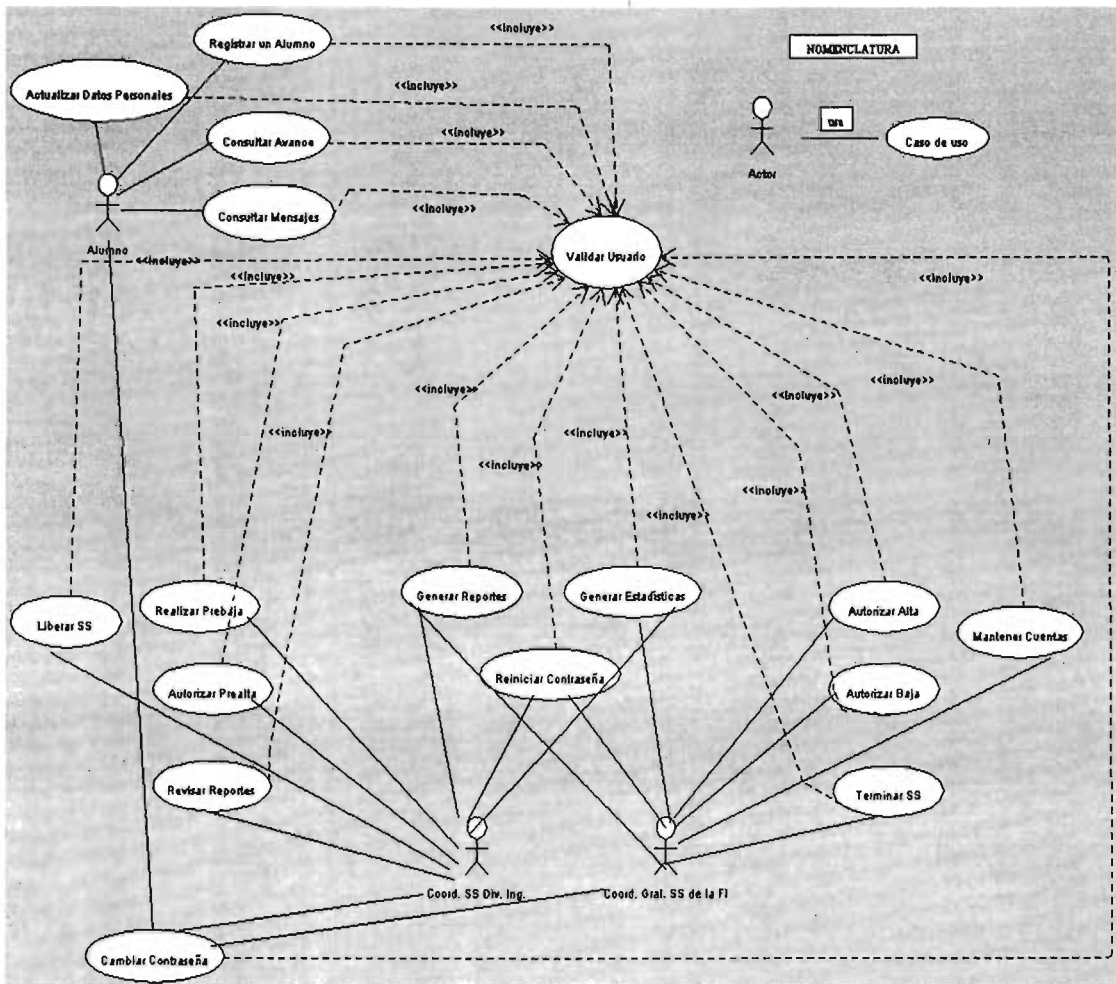 <<incluye>>
Registrar un Alumno
NOMENCLATURA
Actualizar Datos Personales
<<incluye>>
usa
Consultar Avance
<<incluye>>
Caso de uso
Actor
Consultar Mensajes
<<incluye>>
Alumno
<<incluye>>
Validar Usuario
<<incluye>>
<<incluye>>
<<incluye>>
<<incluye>>
<<incluye>>
<<incluye>>
<<incluye>>
<<incluye>>
<<incluye>>
<<incluye>>
<<incluye>>
<<incluye>>
Realizar Prebaja
Generar Reportes
Generar Estadísticas
Autorizar Alta
Liberar SS
Mantener Cuentas
Reiniciar Contraseña
Autorizar Prealta
Autorizar Baja
Revisar Reportes
Terminar SS
Coord. SS Div. Ing.
Coord. Gral. SS de la FI
Cambiar Contraseña